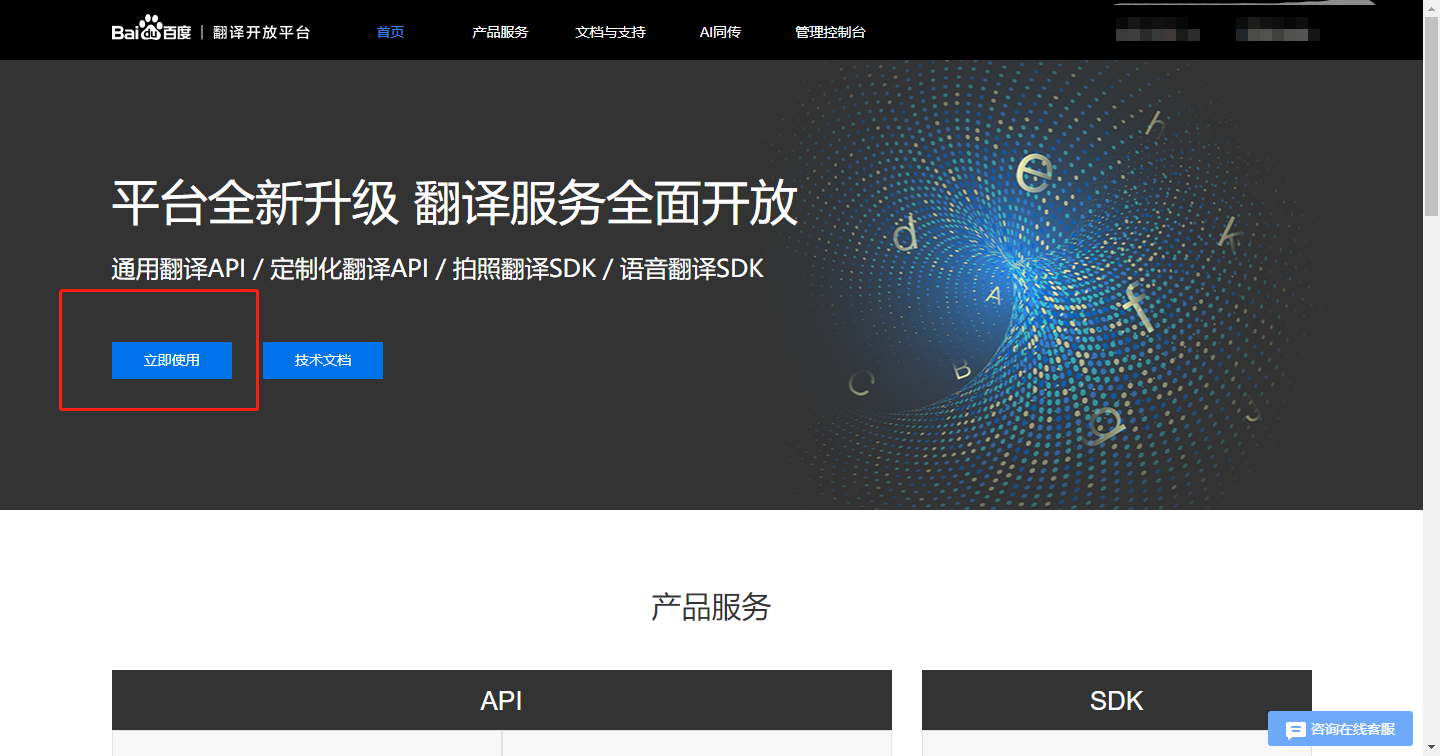 Baidu百度 | 翻译开放平台 首页 产品服务 文档与支持 AI同传 管理控制台
平台全新升级 翻译服务全面开放
通用翻译API / 定制化翻译API / 拍照翻译SDK / 语音翻译SDK
立即使用 技术文档
e
h
d
k
A
f
B
C
g
J
产品服务
API SDK
咨询在线客服